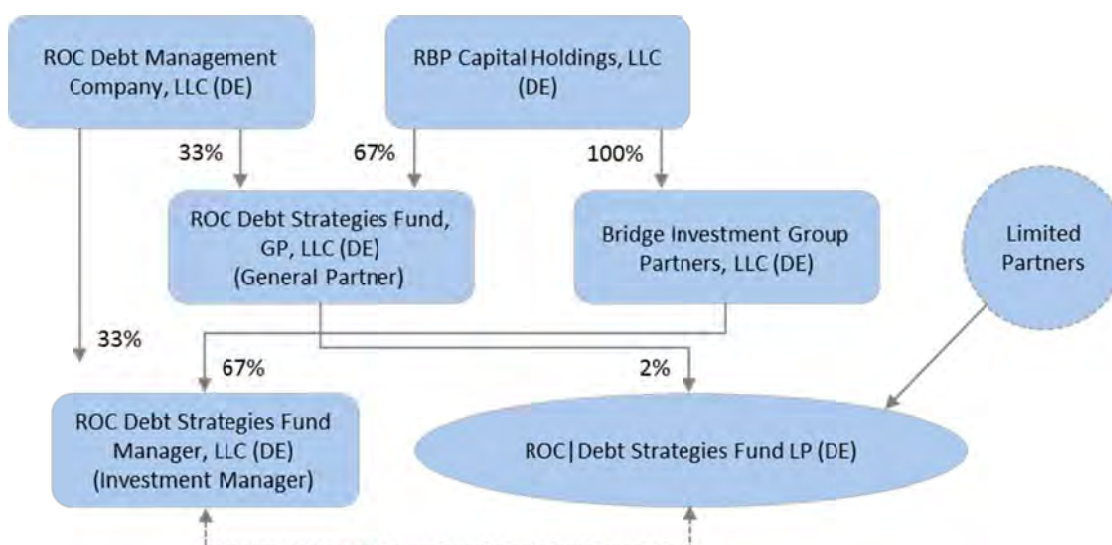 ROC Debt Management
Company, LLC (DE)
RBP Capital Holdings, LLC
(DE)
33%
67%
100%
ROC Debt Strategies Fund,
GP, LLC (DE)
(General Partner)
Bridge Investment Group
Partners, LLC (DE)
Limited
Partners
33%
67%
2%
ROC Debt Strategies Fund
Manager, LLC (DE)
(Investment Manager)
ROC|Debt Strategies Fund LP (DE)